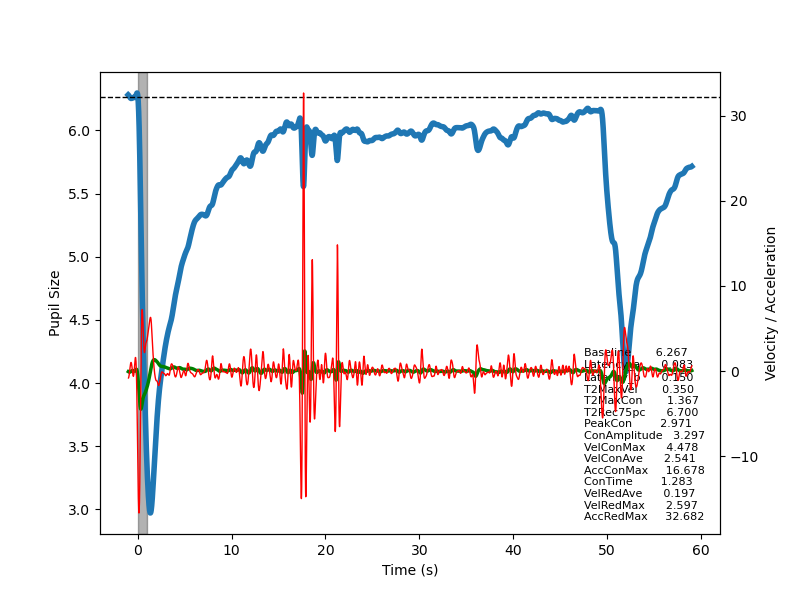 6.0
5.5
5.0
4.5
4.0
3.5
3.0
Pupil Size
30
20
10
0
−10
Velocity / Acceleration
0
10
20
30
40
50
60
Time (s)
Baseline 6.267
0.083
0.150
T2MaxVel 0.350
T2MaxCon 1.367
T2Rec75pc 6.700
PeakCon 2.971
ConAmplitude 3.297
VelConMax 4.478
VelConAve 2.541
AccConMax 16.678
ConTime 1.283
VelRedAve 0.197
VelRedMax 2.597
AccRedMax 32.682